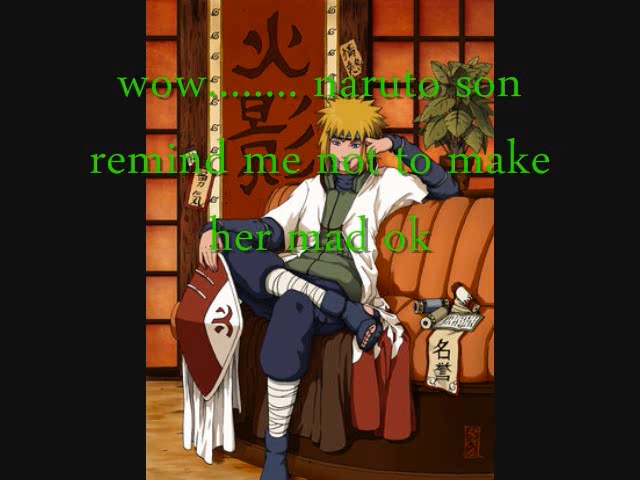 wow........ naruto son
remind me not to make
her mad ok
火影
名誉